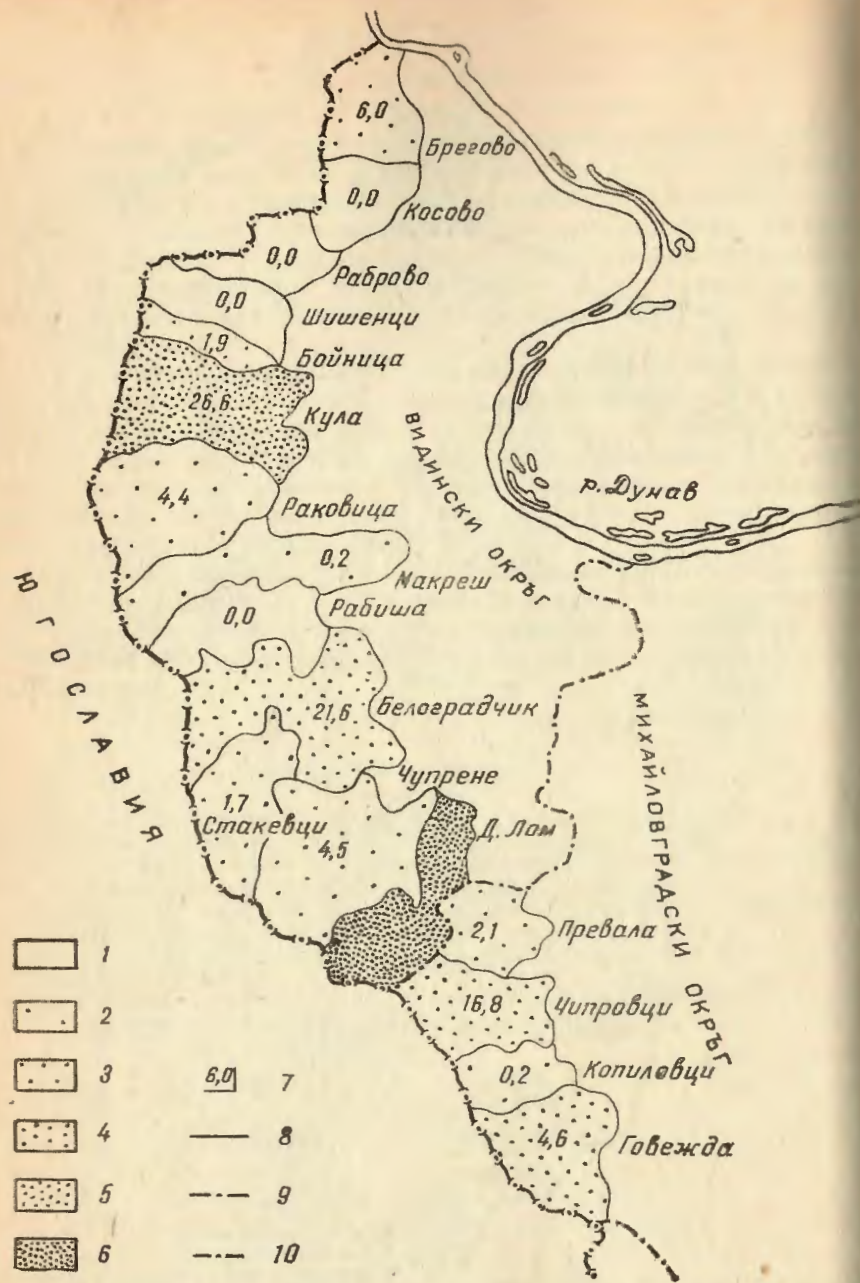 6,0
Брегово
0,0
Косово
0,0
Раброво
0,0
Шишенци
1,9
Бойница
26,6
Кула
4,4
Раковица
0,2
Макреш
0,0
Рабиша
21,6
Белоградчик
Чупрене
1,7
Стакевци
4,5
Д. Лом
2,1
Превала
16,8
Чипровци
0,2
Копиловци
4,6
Говежда
ВИДИНСКИ ОКРЪГ
р. Дунав
ЮГОСЛАВИЯ
МИХАЙЛОВГРАДСКИ ОКРЪГ
1
2
3
4
5
6
6,0 7
8
9
10